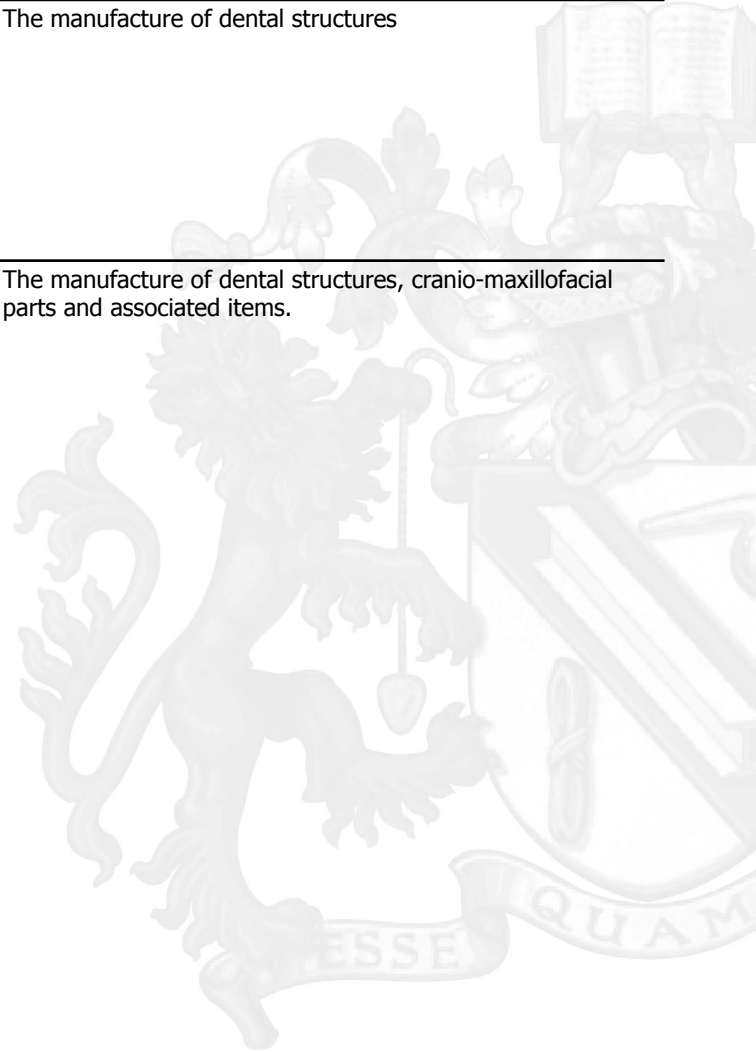 The manufacture of dental structures
The manufacture of dental structures, cranio-maxillofacial
parts and associated items.
ESSE QUAM